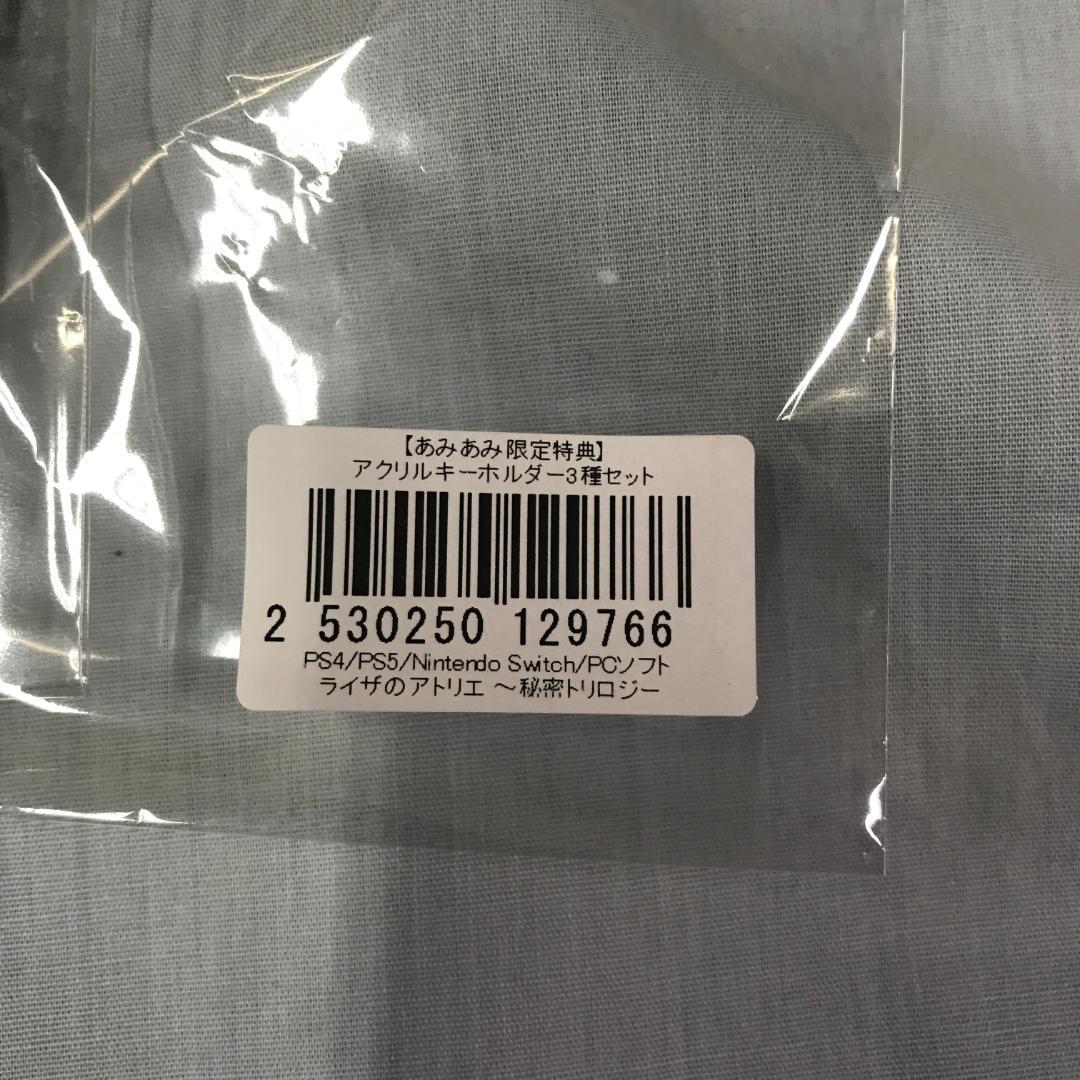 【あみあみ限定特典】
アクリルキーホルダー3種セット
2 530250 129766
PS4/PS5/Nintendo Switch/PCソフト
ライザのアトリエ ～秘密トリロジー